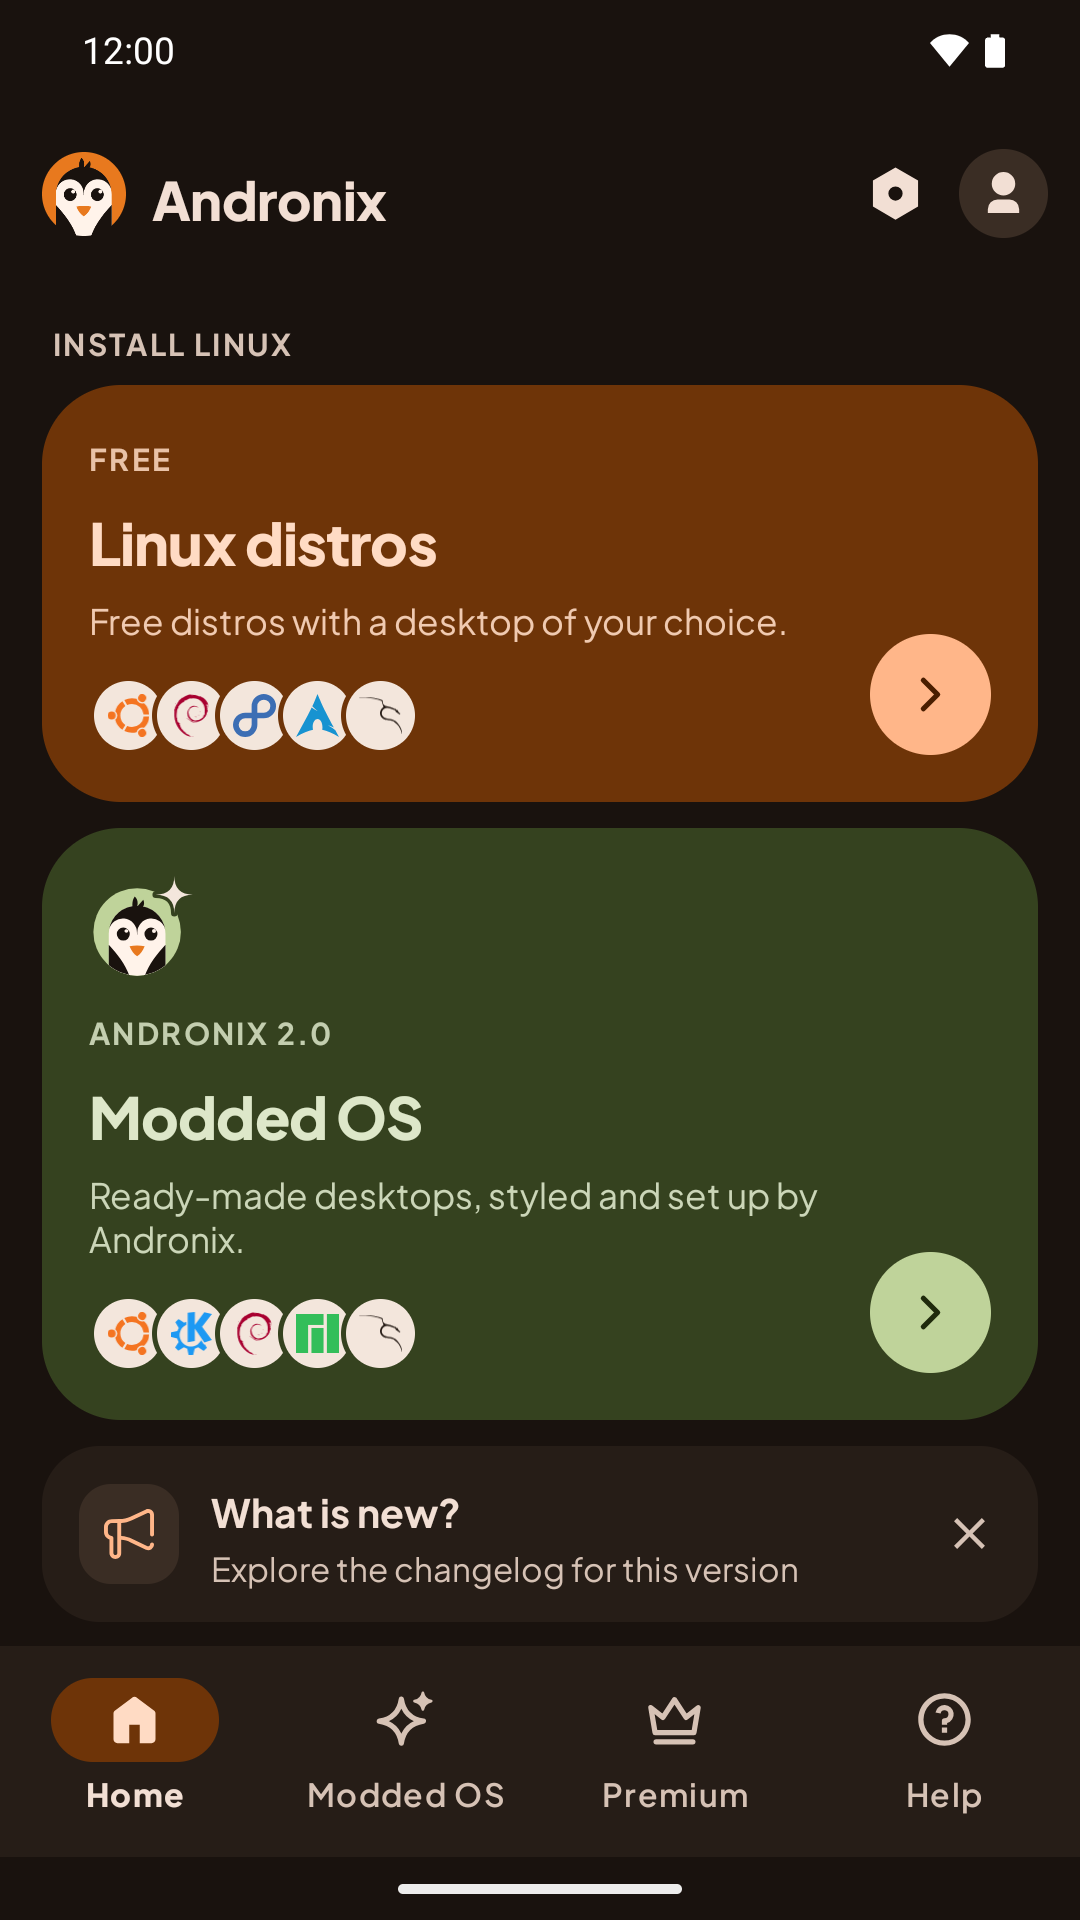 12:00
Andronix
INSTALL LINUX
FREE
Linux distros
Free distros with a desktop of your choice.
ANDRONIX 2.0
Modded OS
Ready-made desktops, styled and set up by
Andronix.
What is new?
Explore the changelog for this version
Home
Modded OS
Premium
Help